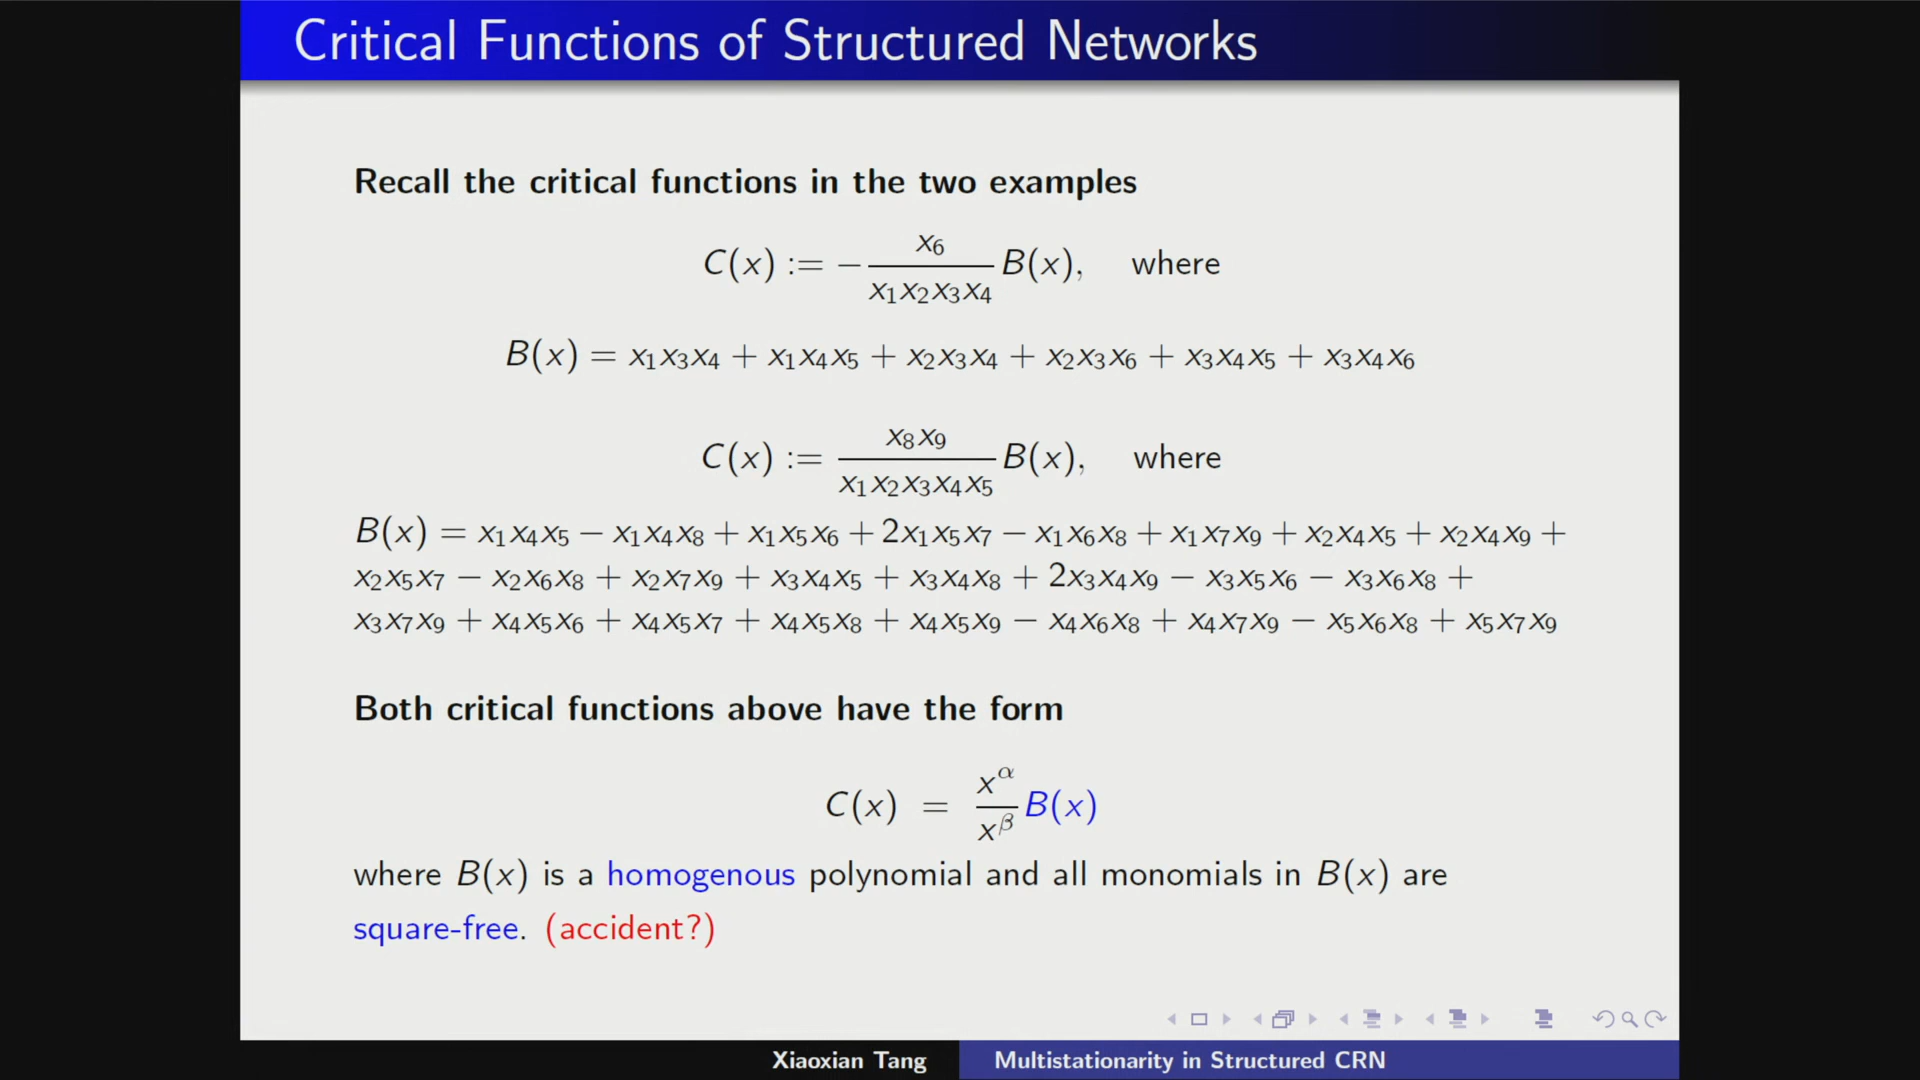 Critical Functions of Structured Networks
Recall the critical functions in the two examples
C(x) := − x₆ / x₁x₂x₃x₄ B(x), where
B(x) = x₁x₃x₄ + x₁x₄x₅ + x₂x₃x₄ + x₂x₃x₆ + x₃x₄x₅ + x₃x₄x₆
C(x) := x₈x₉ / x₁x₂x₃x₄x₅ B(x), where
B(x) = x₁x₄x₅ − x₁x₄x₈ + x₁x₅x₆ + 2x₁x₅x₇ − x₁x₆x₈ + x₁x₇x₉ + x₂x₄x₅ + x₂x₄x₉ +
x₂x₅x₇ − x₂x₆x₈ + x₂x₇x₉ + x₃x₄x₅ + x₃x₄x₈ + 2x₃x₄x₉ − x₃x₅x₆ − x₃x₆x₈ +
x₃x₇x₉ + x₄x₅x₆ + x₄x₅x₇ + x₄x₅x₈ + x₄x₅x₉ − x₄x₆x₈ + x₄x₇x₉ − x₅x₆x₈ + x₅x₇x₉
Both critical functions above have the form
C(x) = x^α / x^β B(x)
where B(x) is a homogenous polynomial and all monomials in B(x) are
square-free. (accident?)
Xiaoxian Tang Multistationarity in Structured CRN